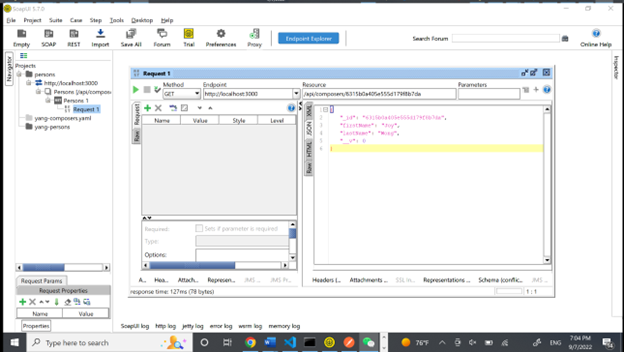 SoapUI 5.7.0
File Project Suite Case Step Tools Desktop Help
Empty SOAP REST Import Save All Forum Trial Preferences Proxy
Endpoint Explorer
Search Forum
Online Help
Navigator
Projects
persons
http://localhost:3000
Persons [/api/compos
Persons 1
Request 1
yang-composers.yaml
yang-persons
Request Params
Request Properties
Name Value
Properties
Request 1
Method Endpoint Resource Parameters
GET http://localhost:3000 /api/composers/6315b0a405e555d179f8b7da
Request
Raw
Name Value Style Level
Required: Sets if parameter is required
Type:
Options:
A... Hea... Attach... Represen... JMS ... JMS Pr...
response time: 127ms (78 bytes)
XML
JSON
HTML
Raw
"_id": "6315b0a405e555d179f8b7da",
"firstName": "Joy",
"lastName": "Wong",
"__v": 0
Headers (... Attachments ... SSL In... Representations ... Schema (conflic... JMS ...
1 : 1
SoapUI log http log jetty log error log wsrm log memory log
Inspector
Type here to search
76°F
ENG
7:04 PM
9/7/2022